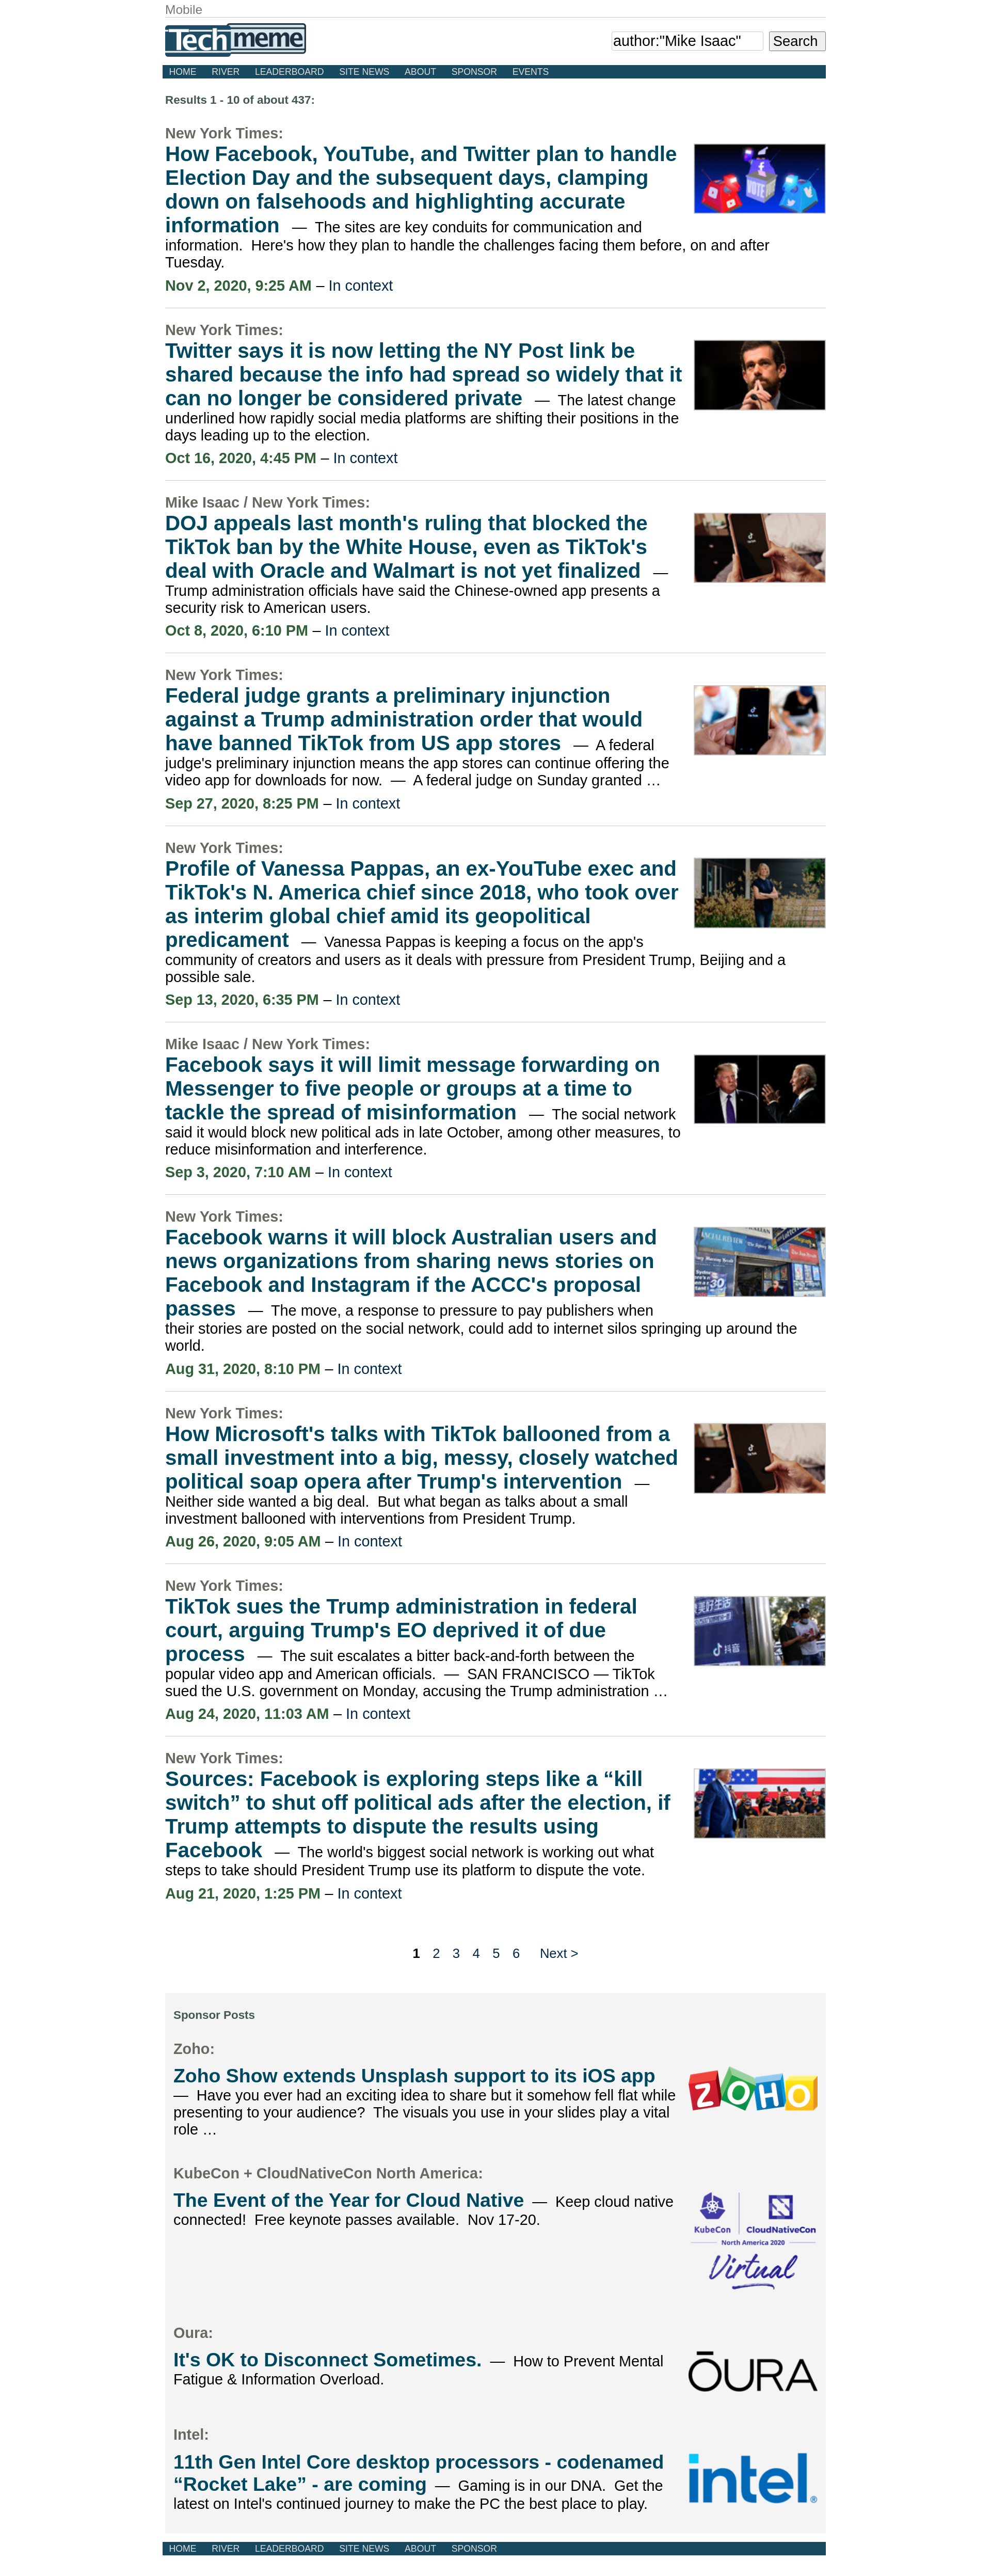 Mobile
Techmeme
author:"Mike Isaac"
Search
HOME RIVER LEADERBOARD SITE NEWS ABOUT SPONSOR EVENTS
Results 1 - 10 of about 437:
New York Times:
How Facebook, YouTube, and Twitter plan to handle
Election Day and the subsequent days, clamping
down on falsehoods and highlighting accurate
information — The sites are key conduits for communication and
information. Here's how they plan to handle the challenges facing them before, on and after
Tuesday.
Nov 2, 2020, 9:25 AM – In context
VOTE
New York Times:
Twitter says it is now letting the NY Post link be
shared because the info had spread so widely that it
can no longer be considered private — The latest change
underlined how rapidly social media platforms are shifting their positions in the
days leading up to the election.
Oct 16, 2020, 4:45 PM – In context
Mike Isaac / New York Times:
DOJ appeals last month's ruling that blocked the
TikTok ban by the White House, even as TikTok's
deal with Oracle and Walmart is not yet finalized —
Trump administration officials have said the Chinese-owned app presents a
security risk to American users.
Oct 8, 2020, 6:10 PM – In context
New York Times:
Federal judge grants a preliminary injunction
against a Trump administration order that would
have banned TikTok from US app stores — A federal
judge's preliminary injunction means the app stores can continue offering the
video app for downloads for now. — A federal judge on Sunday granted …
Sep 27, 2020, 8:25 PM – In context
New York Times:
Profile of Vanessa Pappas, an ex-YouTube exec and
TikTok's N. America chief since 2018, who took over
as interim global chief amid its geopolitical
predicament — Vanessa Pappas is keeping a focus on the app's
community of creators and users as it deals with pressure from President Trump, Beijing and a
possible sale.
Sep 13, 2020, 6:35 PM – In context
Mike Isaac / New York Times:
Facebook says it will limit message forwarding on
Messenger to five people or groups at a time to
tackle the spread of misinformation — The social network
said it would block new political ads in late October, among other measures, to
reduce misinformation and interference.
Sep 3, 2020, 7:10 AM – In context
New York Times:
Facebook warns it will block Australian users and
news organizations from sharing news stories on
Facebook and Instagram if the ACCC's proposal
passes — The move, a response to pressure to pay publishers when
their stories are posted on the social network, could add to internet silos springing up around the
world.
Aug 31, 2020, 8:10 PM – In context
30
New York Times:
How Microsoft's talks with TikTok ballooned from a
small investment into a big, messy, closely watched
political soap opera after Trump's intervention —
Neither side wanted a big deal. But what began as talks about a small
investment ballooned with interventions from President Trump.
Aug 26, 2020, 9:05 AM – In context
New York Times:
TikTok sues the Trump administration in federal
court, arguing Trump's EO deprived it of due
process — The suit escalates a bitter back-and-forth between the
popular video app and American officials. — SAN FRANCISCO — TikTok
sued the U.S. government on Monday, accusing the Trump administration …
Aug 24, 2020, 11:03 AM – In context
抖音
New York Times:
Sources: Facebook is exploring steps like a “kill
switch” to shut off political ads after the election, if
Trump attempts to dispute the results using
Facebook — The world's biggest social network is working out what
steps to take should President Trump use its platform to dispute the vote.
Aug 21, 2020, 1:25 PM – In context
1 2 3 4 5 6 Next >
Sponsor Posts
Zoho:
Zoho Show extends Unsplash support to its iOS app
— Have you ever had an exciting idea to share but it somehow fell flat while
presenting to your audience? The visuals you use in your slides play a vital
role …
ZOHO
KubeCon + CloudNativeCon North America:
The Event of the Year for Cloud Native — Keep cloud native
connected! Free keynote passes available. Nov 17-20.
KubeCon CloudNativeCon
North America 2020
Virtual
Oura:
It's OK to Disconnect Sometimes. — How to Prevent Mental
Fatigue & Information Overload.
ŌURA
Intel:
11th Gen Intel Core desktop processors - codenamed
“Rocket Lake” - are coming — Gaming is in our DNA. Get the
latest on Intel's continued journey to make the PC the best place to play.
intel®
HOME RIVER LEADERBOARD SITE NEWS ABOUT SPONSOR